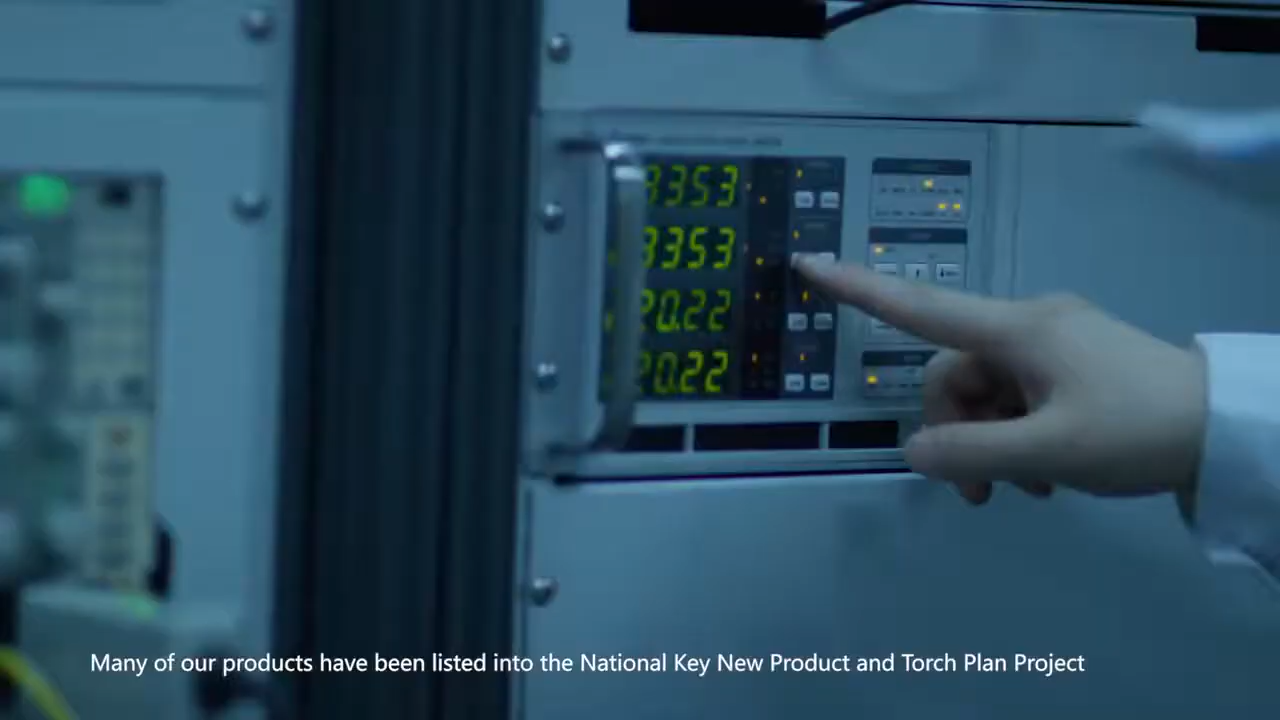 3353
3353
20.22
20.22
Many of our products have been listed into the National Key New Product and Torch Plan Project